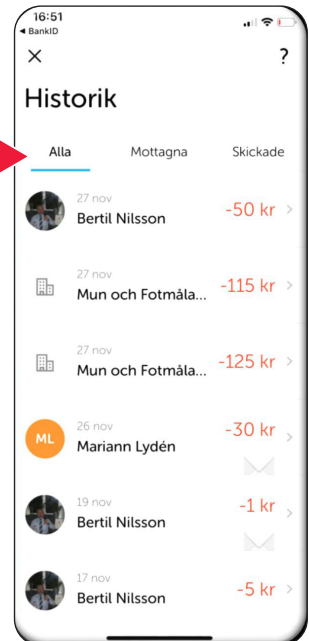 16:51
BankID
?
Historik
Alla Mottagna Skickade
27 nov
Bertil Nilsson -50 kr
27 nov
Mun och Fotmåla... -115 kr
27 nov
Mun och Fotmåla... -125 kr
26 nov
ML Mariann Lydén -30 kr
19 nov
Bertil Nilsson -1 kr
17 nov
Bertil Nilsson -5 kr